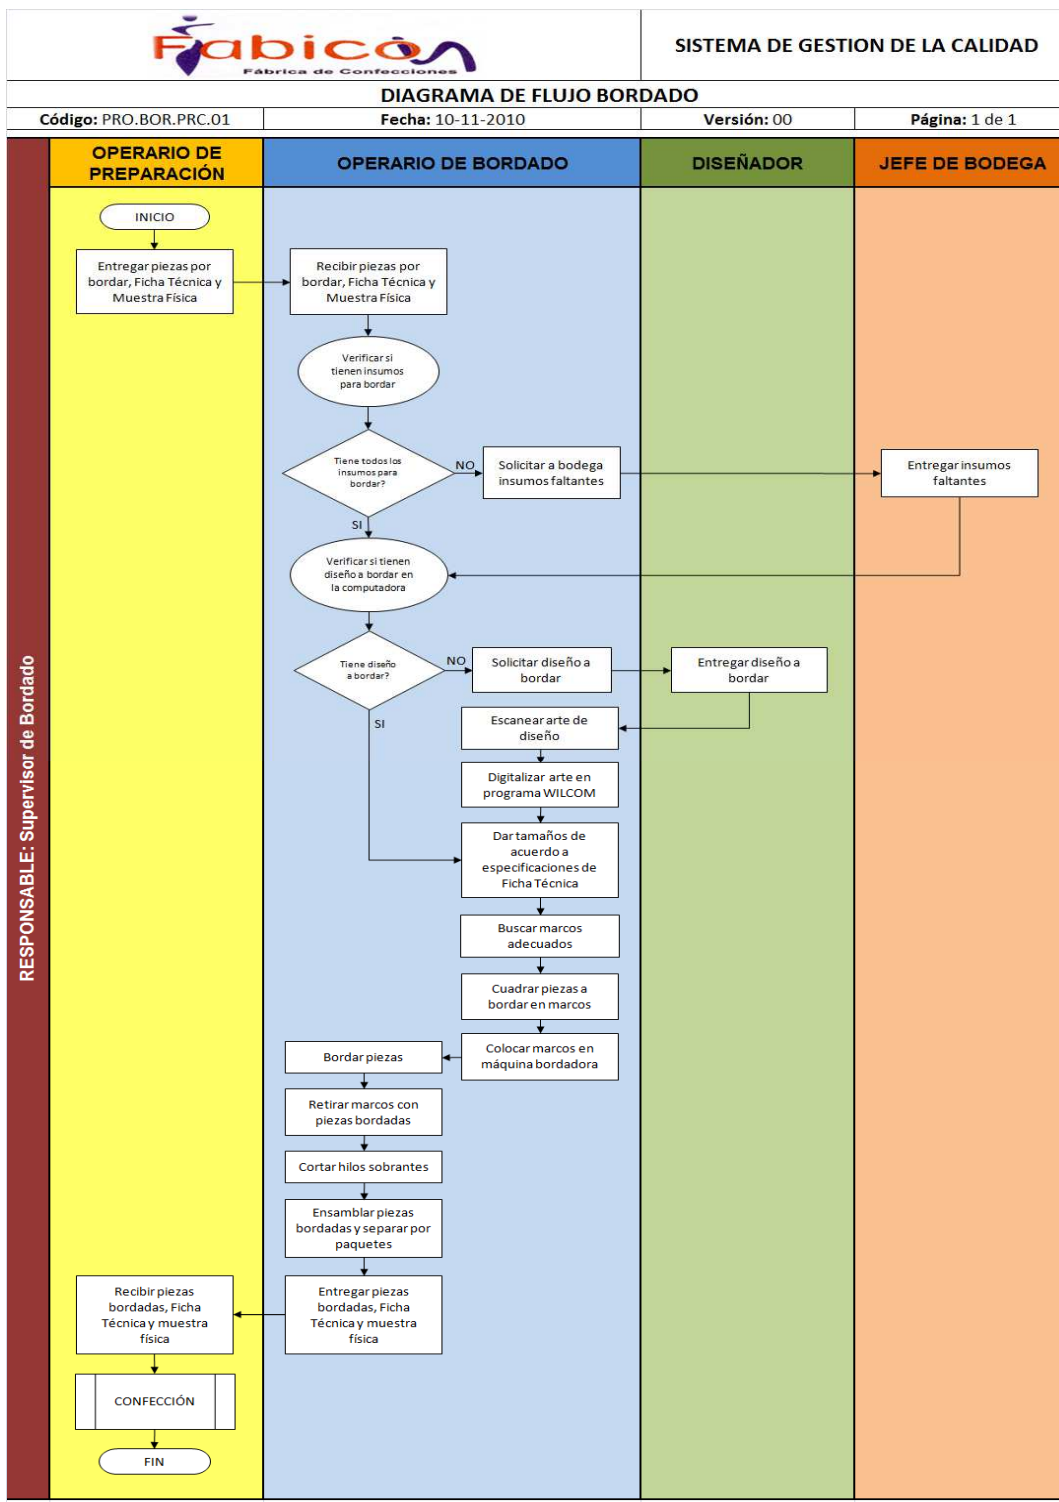 Fabicon
Fábrica de Confecciones
SISTEMA DE GESTION DE LA CALIDAD
DIAGRAMA DE FLUJO BORDADO
Código: PRO.BOR.PRC.01
Fecha: 10-11-2010
Versión: 00
Página: 1 de 1
RESPONSABLE: Supervisor de Bordado
OPERARIO DE
PREPARACIÓN
OPERARIO DE BORDADO
DISEÑADOR
JEFE DE BODEGA
INICIO
Entregar piezas por
bordar, Ficha Técnica y
Muestra Física
Recibir piezas por
bordar, Ficha Técnica y
Muestra Física
Verificar si
tienen insumos
para bordar
Tiene todos los
insumos para
bordar?
NO
Solicitar a bodega
insumos faltantes
Entregar insumos
faltantes
SI
Verificar si tienen
diseño a bordar en
la computadora
Tiene diseño
a bordar?
NO
Solicitar diseño a
bordar
Entregar diseño a
bordar
SI
Escanear arte de
diseño
Digitalizar arte en
programa WILCOM
Dar tamaños de
acuerdo a
especificaciones de
Ficha Técnica
Buscar marcos
adecuados
Cuadrar piezas a
bordar en marcos
Colocar marcos en
máquina bordadora
Bordar piezas
Retirar marcos con
piezas bordadas
Cortar hilos sobrantes
Ensamblar piezas
bordadas y separar por
paquetes
Entregar piezas
bordadas, Ficha
Técnica y muestra
física
Recibir piezas
bordadas, Ficha
Técnica y muestra
física
CONFECCIÓN
FIN